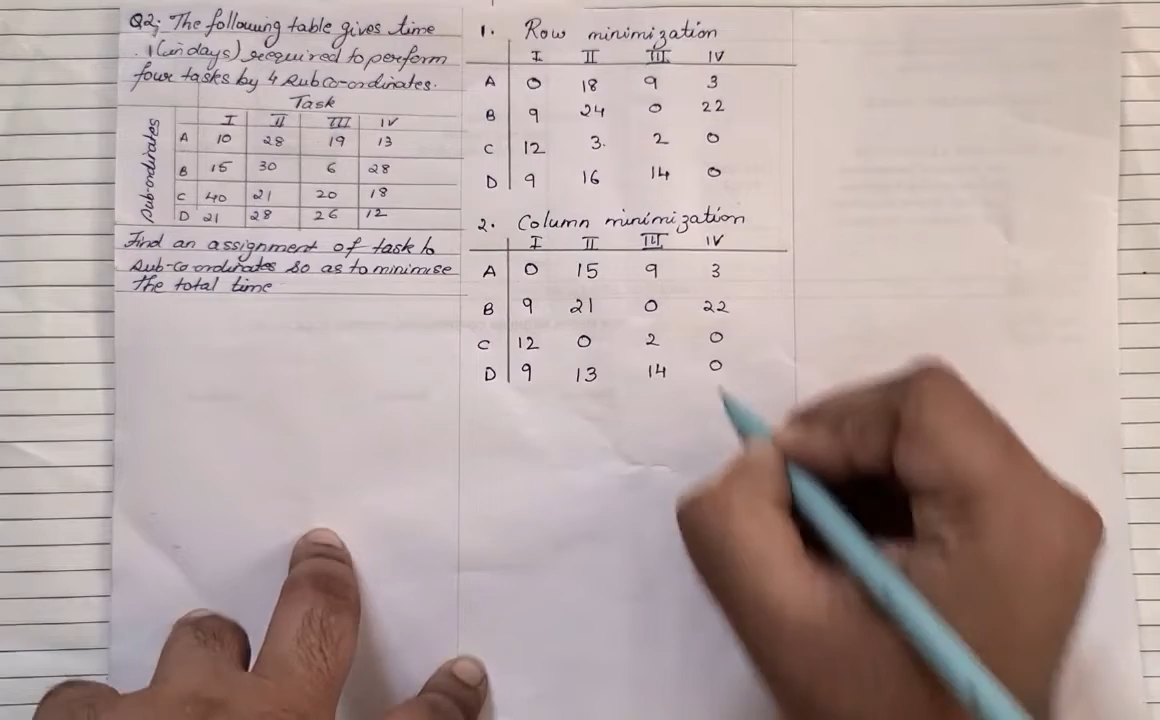 Q2; The following table gives time
(in days) required to perform
four tasks by 4 subco-ordinates.
Task
I II III IV
Sub-ordinates
A 10 28 19 13
B 15 30 6 28
C 40 21 20 18
D 21 28 26 12
Find an assignment of task to
sub-co ordinates so as to minimise
the total time
1. Row minimization
I II III IV
A 0 18 9 3
B 9 24 0 22
C 12 3. 2 0
D 9 16 14 0
2. Column minimization
I II III IV
A 0 15 9 3
B 9 21 0 22
C 12 0 2 0
D 9 13 14 0